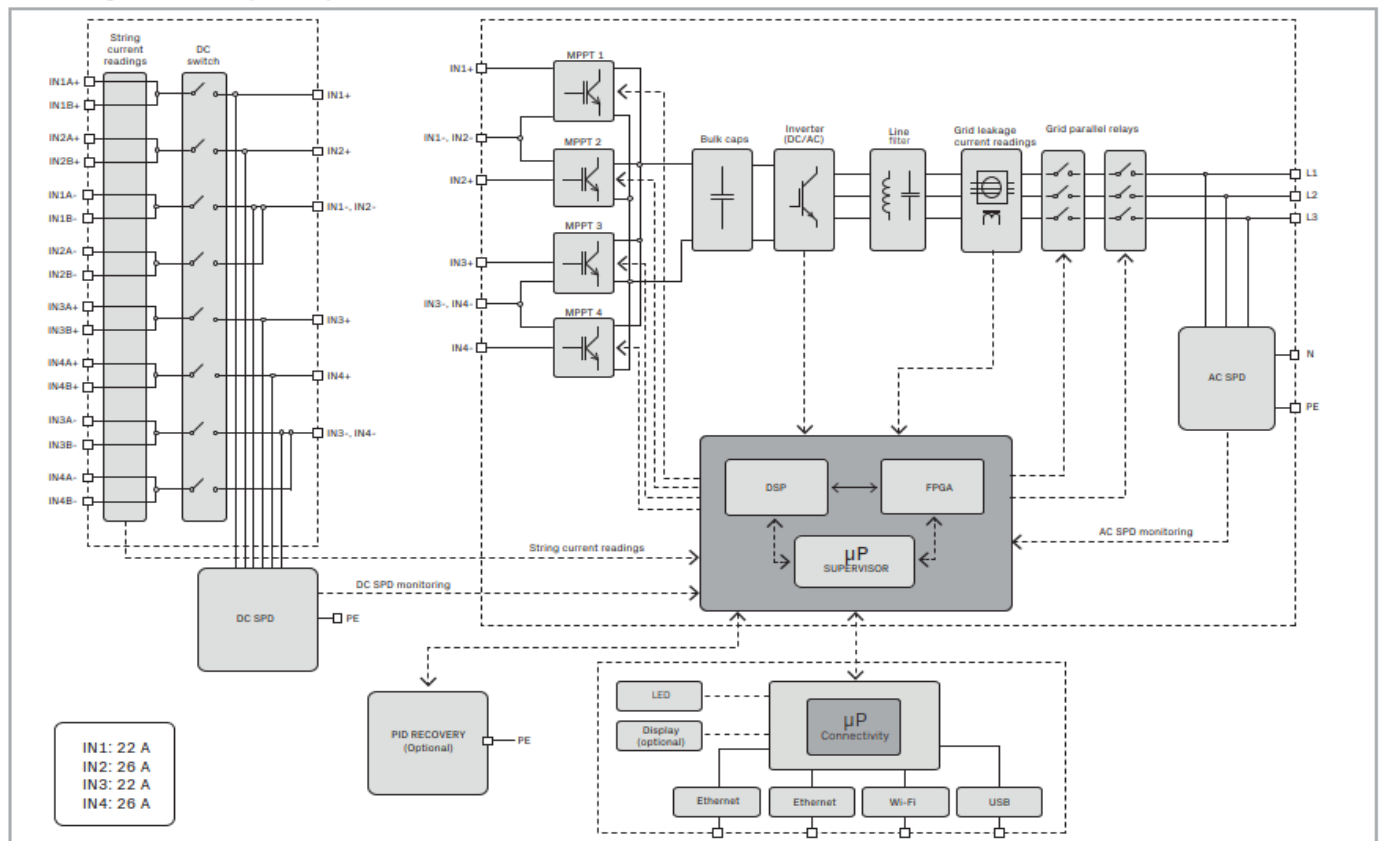 String
current
readings
DC
switch
IN1A+
IN1B+
IN2A+
IN2B+
IN1A-
IN1B-
IN2A-
IN2B-
IN3A+
IN3B+
IN4A+
IN4B+
IN3A-
IN3B-
IN4A-
IN4B-
IN1+
IN2+
IN1-, IN2-
IN3+
IN4+
IN3-, IN4-
DC SPD
PE
IN1+
IN1-, IN2-
IN2+
IN3+
IN3-, IN4-
IN4-
MPPT 1
MPPT 2
MPPT 3
MPPT 4
Bulk caps
Inverter
(DC/AC)
Line
filter
Grid leakage
current readings
Grid parallel relays
L1
L2
L3
AC SPD
N
PE
DSP
FPGA
µP
SUPERVISOR
String current readings
DC SPD monitoring
AC SPD monitoring
PID RECOVERY
(Optional)
PE
LED
Display
(optional)
µP
Connectivity
Ethernet
Ethernet
Wi-Fi
USB
IN1: 22 A
IN2: 26 A
IN3: 22 A
IN4: 26 A